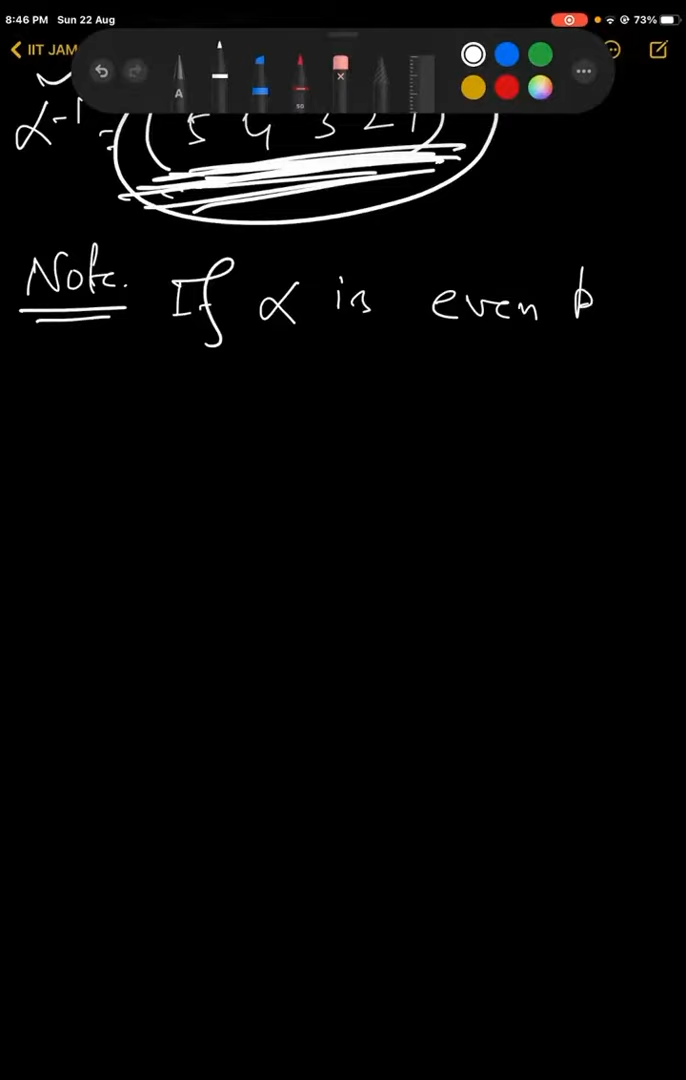 8:46 PM Sun 22 Aug 73%
IIT JAM
α-1 = (5 4 3 2 1)
Note. If α is even p